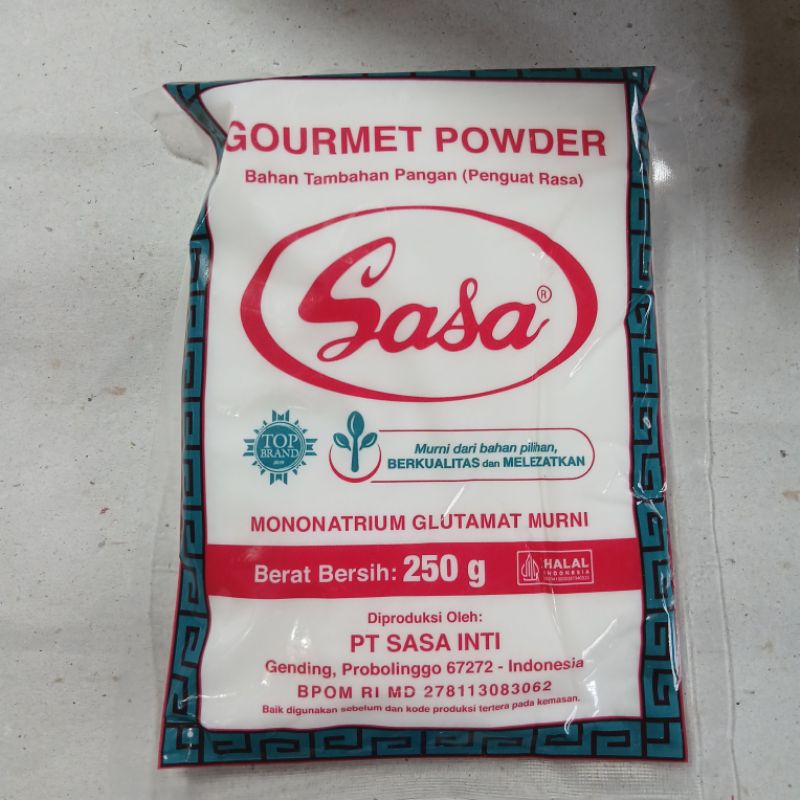 GOURMET POWDER
Bahan Tambahan Pangan (Penguat Rasa)
Sasa®
TOP
BRAND
Murni dari bahan pilihan,
BERKUALITAS dan MELEZATKAN
MONONATRIUM GLUTAMAT MURNI
Berat Bersih: 250 g
HALAL
INDONESIA
Diproduksi Oleh:
PT SASA INTI
Gending, Probolinggo 67272 - Indonesia
BPOM RI MD 278113083062
Baik digunakan sebelum dan kode produksi tertera pada kemasan.